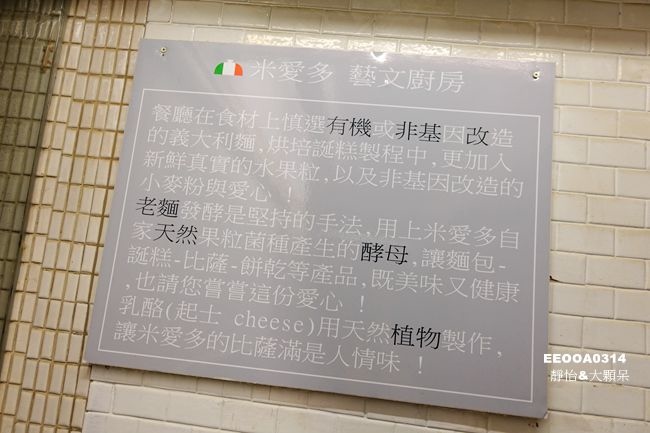 米愛多 藝文廚房
餐廳在食材上慎選有機或非基因改造
的義大利麵,烘培誕糕製程中,更加入
新鮮真實的水果粒,以及非基因改造的
小麥粉與愛心！
老麵發酵是堅持的手法,用上米愛多自
家天然果粒菌種產生的酵母,讓麵包-
誕糕-比薩-餅乾等產品,既美味又健康
,也請您嘗嘗這份愛心！
乳酪(起士 cheese)用天然植物製作,
讓米愛多的比薩滿是人情味！
EEOOA0314
靜怡&大顆呆